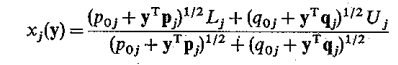 x_j(y) = \frac{(p_{0j} + y^T p_j)^{1/2} L_j + (q_{0j} + y^T q_j)^{1/2} U_j}{(p_{0j} + y^T p_j)^{1/2} + (q_{0j} + y^T q_j)^{1/2}}